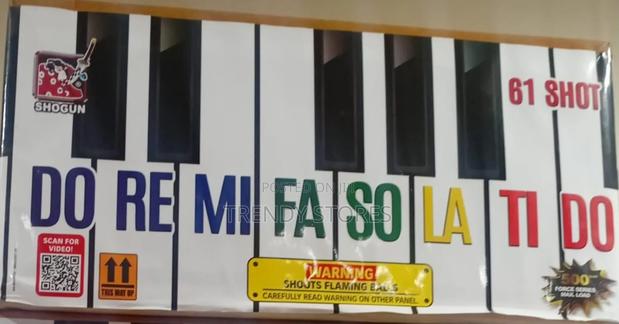 SHOGUN
61 SHOT
DO RE MI FA SO LA TI DO
POSTED ON JIJI
TRENDY STORES
SCAN FOR
VIDEO!
THIS WAY UP
WARNING
SHOOTS FLAMING BALLS
CAREFULLY READ WARNING ON OTHER PANEL
500
FORCE SERIES
MAX. LOAD